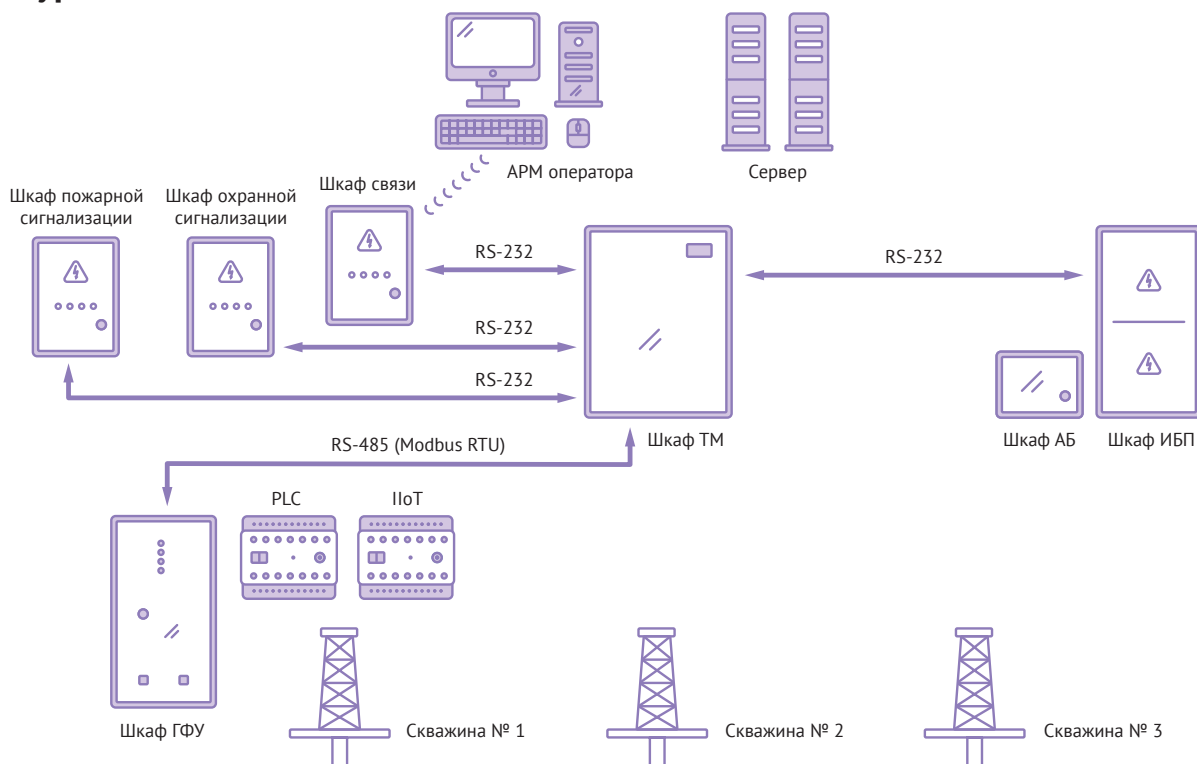 АРМ оператора
Сервер
Шкаф пожарной
сигнализации
Шкаф охранной
сигнализации
Шкаф связи
RS-232
RS-232
RS-232
RS-232
RS-485 (Modbus RTU)
Шкаф ТМ
Шкаф АБ
Шкаф ИБП
PLC
IIoT
Шкаф ГФУ
Скважина № 1
Скважина № 2
Скважина № 3